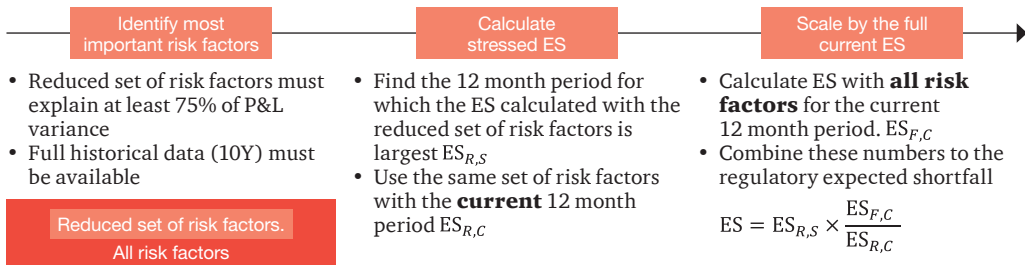 Identify most
important risk factors
• Reduced set of risk factors must
explain at least 75% of P&L
variance
• Full historical data (10Y) must
be available
Reduced set of risk factors.
All risk factors
Calculate
stressed ES
• Find the 12 month period for
which the ES calculated with the
reduced set of risk factors is
largest ES_{R,S}
• Use the same set of risk factors
with the current 12 month
period ES_{R,C}
Scale by the full
current ES
• Calculate ES with all risk
factors for the current
12 month period. ES_{F,C}
• Combine these numbers to the
regulatory expected shortfall
ES = ES_{R,S} × ES_{F,C} / ES_{R,C}